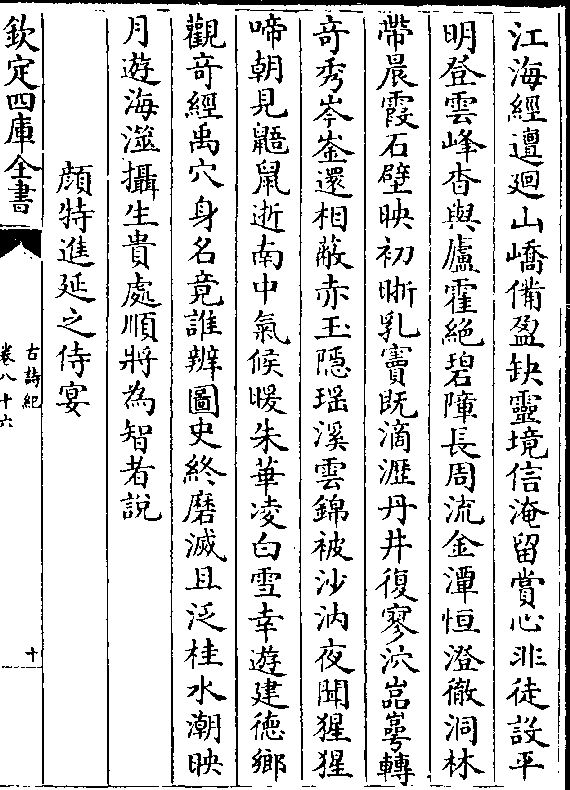 江海經邅廻山嶠備盈缺靈境信淹留賞心非徒設平
明登雲峰杳與廬霍絶碧障長周流金潭恒澄徹洞林
帶晨霞石壁映初晰乳竇既滴瀝丹井復寥泬嵓崿轉
竒秀岑崟還相蔽赤玉隱瑶溪雲錦被沙汭夜聞猩猩
啼朝見鼯鼠逝南中氣候暖朱華凌白雪幸遊建德鄉
觀竒經禹穴身名竟誰辨圖史終磨滅且泛桂水潮映
月遊海澨攝生貴處順將為智者說
顔特進延之侍宴
欽定四庫全書
古詩紀
卷八十六
十